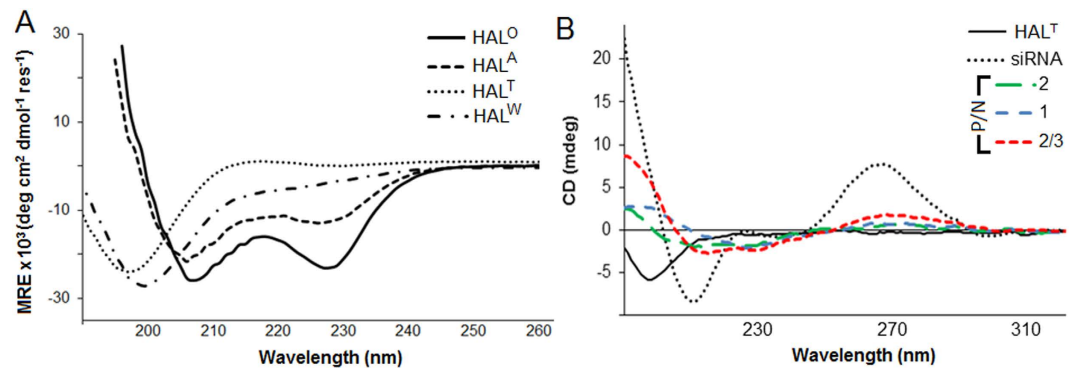 A
30
10
-10
-30
MRE x 10³(deg cm² dmol⁻¹ res⁻¹)
200 210 220 230 240 250 260
Wavelength (nm)
HALᴼ
HALᴬ
HALᵀ
HALᵂ
B
20
15
10
5
0
-5
CD (mdeg)
230 270 310
Wavelength (nm)
HALᵀ
siRNA
P/N
2
1
2/3